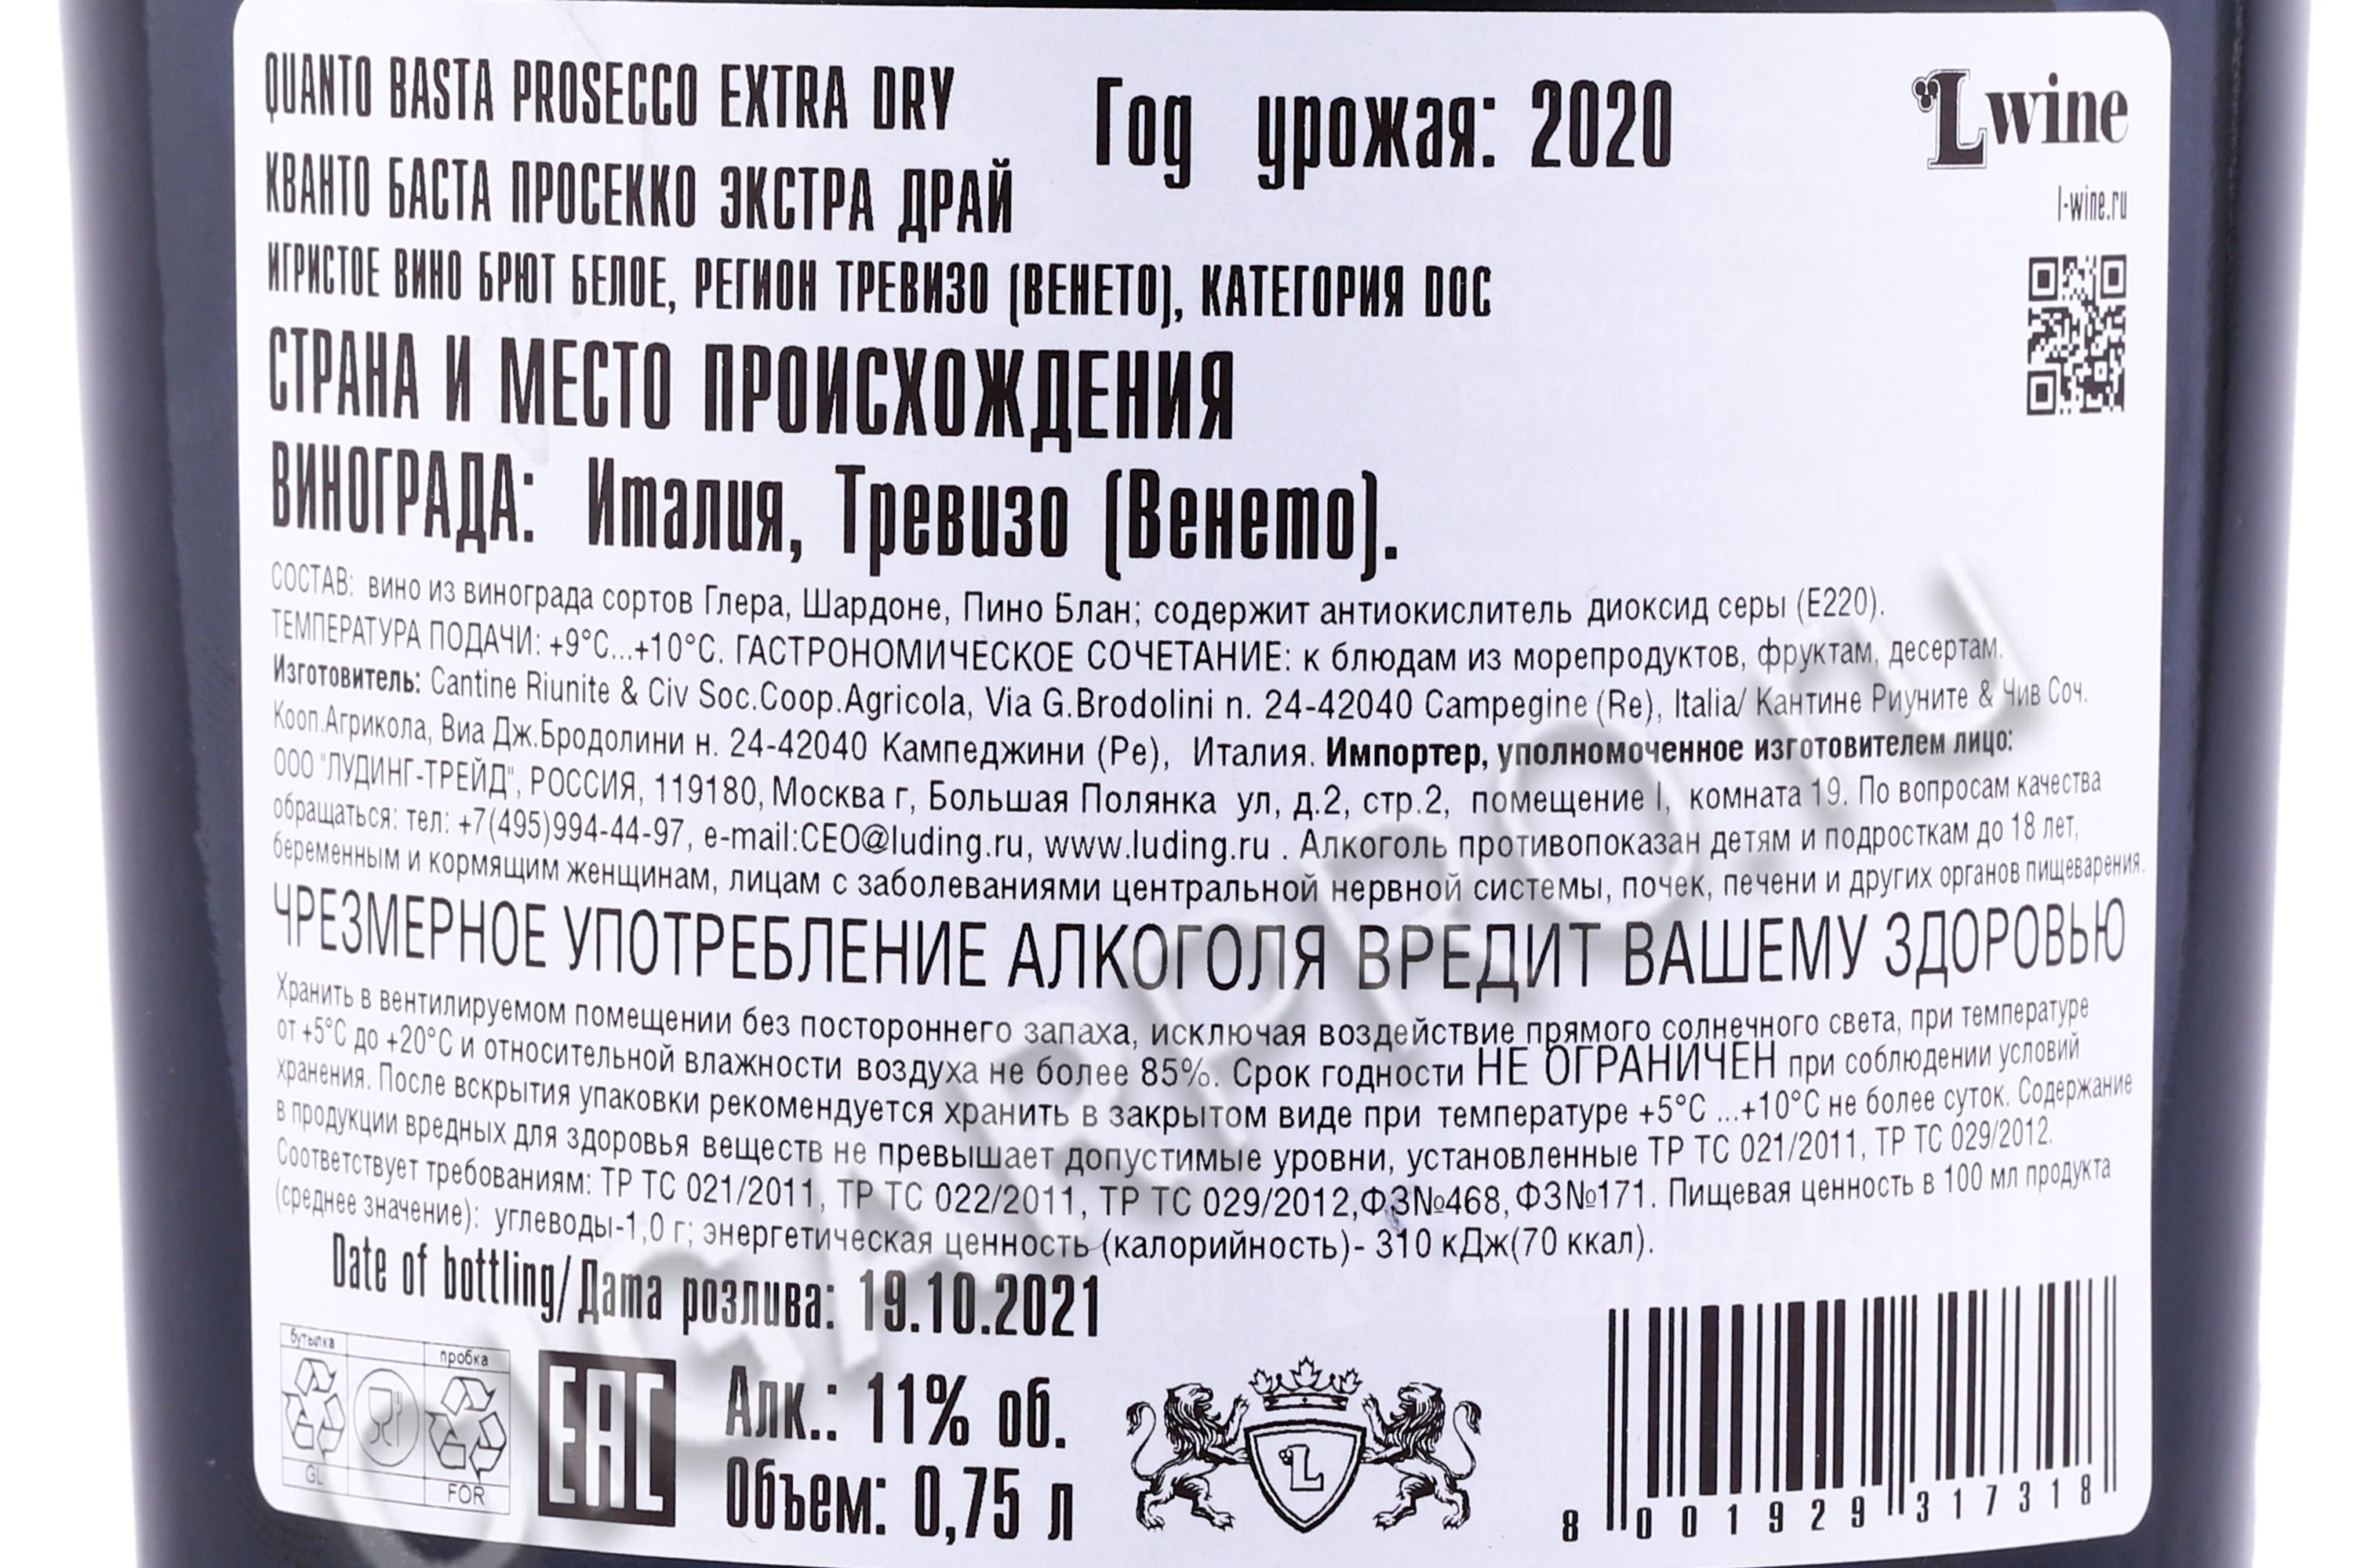 QUANTO BASTA PROSECCO EXTRA DRY
Год урожая: 2020
Lwine
l-wine.ru
КВАНТО БАСТА ПРОСЕККО ЭКСТРА ДРАЙ
ИГРИСТОЕ ВИНО БРЮТ БЕЛОЕ, РЕГИОН ТРЕВИЗО (ВЕНЕТО), КАТЕГОРИЯ DOC
СТРАНА И МЕСТО ПРОИСХОЖДЕНИЯ
ВИНОГРАДА: Италия, Тревизо (Венето).
СОСТАВ: вино из винограда сортов Глера, Шардоне, Пино Блан; содержит антиокислитель диоксид серы (Е220).
ТЕМПЕРАТУРА ПОДАЧИ: +9°С...+10°С. ГАСТРОНОМИЧЕСКОЕ СОЧЕТАНИЕ: к блюдам из морепродуктов, фруктам, десертам.
Изготовитель: Cantine Riunite & Civ Soc.Coop.Agricola, Via G.Brodolini n. 24-42040 Campegine (Re), Italia/ Кантине Риуните & Чив Соч.
Кооп.Агрикола, Виа Дж.Бродолини н. 24-42040 Кампеджини (Ре), Италия. Импортер, уполномоченное изготовителем лицо:
ООО "ЛУДИНГ-ТРЕЙД", РОССИЯ, 119180, Москва г, Большая Полянка ул, д.2, стр.2, помещение I, комната 19. По вопросам качества
обращаться: тел: +7(495)994-44-97, e-mail:CEO@luding.ru, www.luding.ru . Алкоголь противопоказан детям и подросткам до 18 лет,
беременным и кормящим женщинам, лицам с заболеваниями центральной нервной системы, почек, печени и других органов пищеварения.
ЧРЕЗМЕРНОЕ УПОТРЕБЛЕНИЕ АЛКОГОЛЯ ВРЕДИТ ВАШЕМУ ЗДОРОВЬЮ
Хранить в вентилируемом помещении без постороннего запаха, исключая воздействие прямого солнечного света, при температуре
от +5°С до +20°С и относительной влажности воздуха не более 85%. Срок годности НЕ ОГРАНИЧЕН при соблюдении условий
хранения. После вскрытия упаковки рекомендуется хранить в закрытом виде при температуре +5°С ...+10°С не более суток. Содержание
в продукции вредных для здоровья веществ не превышает допустимые уровни, установленные ТР ТС 021/2011, ТР ТС 029/2012.
Соответствует требованиям: ТР ТС 021/2011, ТР ТС 022/2011, ТР ТС 029/2012,ФЗ№468,ФЗ№171. Пищевая ценность в 100 мл продукта
(среднее значение): углеводы-1,0 г; энергетическая ценность (калорийность)- 310 кДж(70 ккал).
Date of bottling/Дата розлива: 19.10.2021
бутылка
пробка
GL
FOR
EAC
Алк.: 11% об.
Объем: 0,75 л
L
8 001929 317318
CIGARPRO.ru